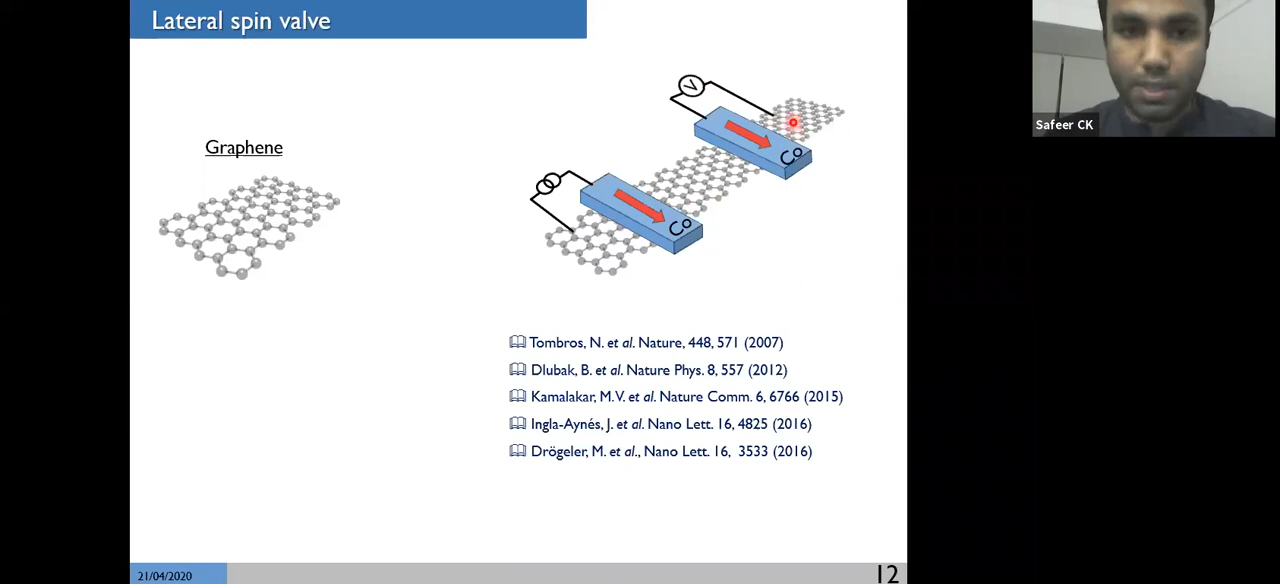 Lateral spin valve
Safeer CK
Graphene
V
Co
Co
Tombros, N. et al. Nature, 448, 571 (2007)
Dlubak, B. et al. Nature Phys. 8, 557 (2012)
Kamalakar, M.V. et al. Nature Comm. 6, 6766 (2015)
Ingla-Aynés, J. et al. Nano Lett. 16, 4825 (2016)
Drögeler, M. et al., Nano Lett. 16, 3533 (2016)
21/04/2020
12